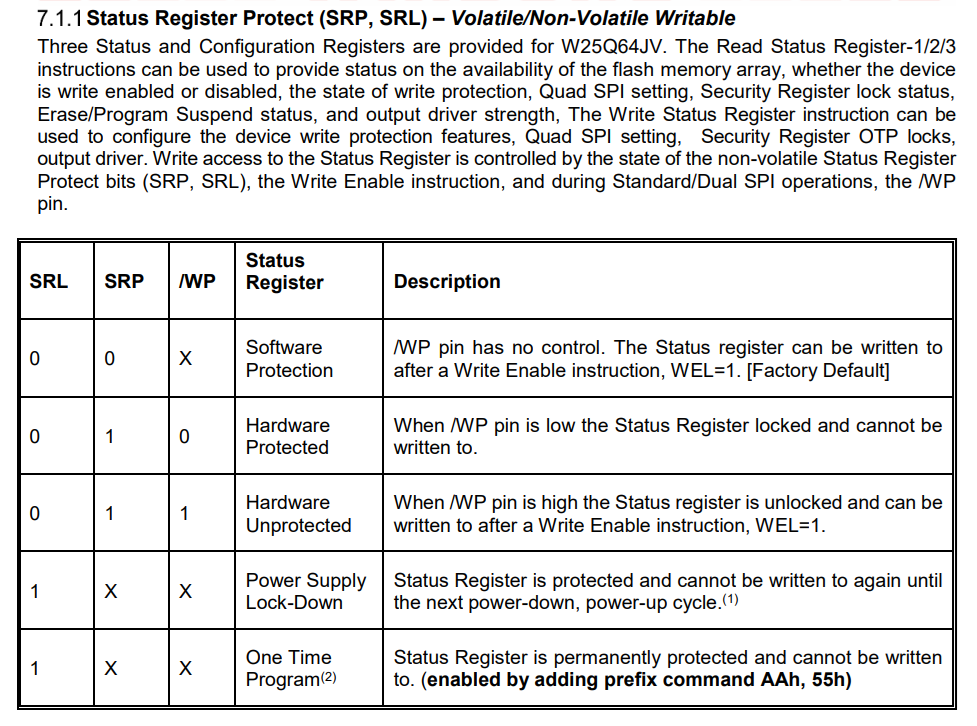 7.1.1 Status Register Protect (SRP, SRL) – Volatile/Non-Volatile Writable
Three Status and Configuration Registers are provided for W25Q64JV. The Read Status Register-1/2/3
instructions can be used to provide status on the availability of the flash memory array, whether the device
is write enabled or disabled, the state of write protection, Quad SPI setting, Security Register lock status,
Erase/Program Suspend status, and output driver strength, The Write Status Register instruction can be
used to configure the device write protection features, Quad SPI setting, Security Register OTP locks,
output driver. Write access to the Status Register is controlled by the state of the non-volatile Status Register
Protect bits (SRP, SRL), the Write Enable instruction, and during Standard/Dual SPI operations, the /WP
pin.
SRL SRP /WP Status Register Description
0 0 X Software Protection /WP pin has no control. The Status register can be written to
after a Write Enable instruction, WEL=1. [Factory Default]
0 1 0 Hardware Protected When /WP pin is low the Status Register locked and cannot be
written to.
0 1 1 Hardware Unprotected When /WP pin is high the Status register is unlocked and can be
written to after a Write Enable instruction, WEL=1.
1 X X Power Supply Lock-Down Status Register is protected and cannot be written to again until
the next power-down, power-up cycle.(1)
1 X X One Time Program(2) Status Register is permanently protected and cannot be written
to. (enabled by adding prefix command AAh, 55h)